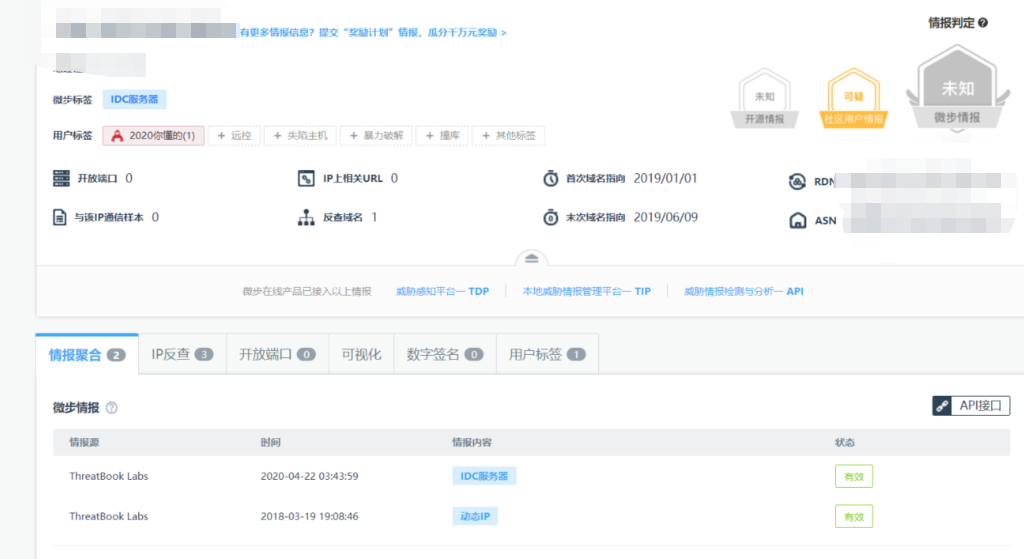 有更多情报信息？提交“奖励计划”情报，瓜分千万元奖励 >
情报判定
微步标签 IDC服务器
未知 开源情报
可疑 社区用户情报
未知 微步情报
用户标签 2020你懂的(1) + 远控 + 失陷主机 + 暴力破解 + 撞库 + 其他标签
开放端口 0 IP上相关URL 0 首次域名指向 2019/01/01
与该IP通信样本 0 反查域名 1 末次域名指向 2019/06/09 ASN
微步在线产品已接入以上情报 威胁感知平台— TDP 本地威胁情报管理平台— TIP 威胁情报检测与分析— API
情报聚合 2 IP反查 3 开放端口 0 可视化 数字签名 0 用户标签 1
微步情报 API接口
情报源 时间 情报内容 状态
ThreatBook Labs 2020-04-22 03:43:59 IDC服务器 有效
ThreatBook Labs 2018-03-19 19:08:46 动态IP 有效